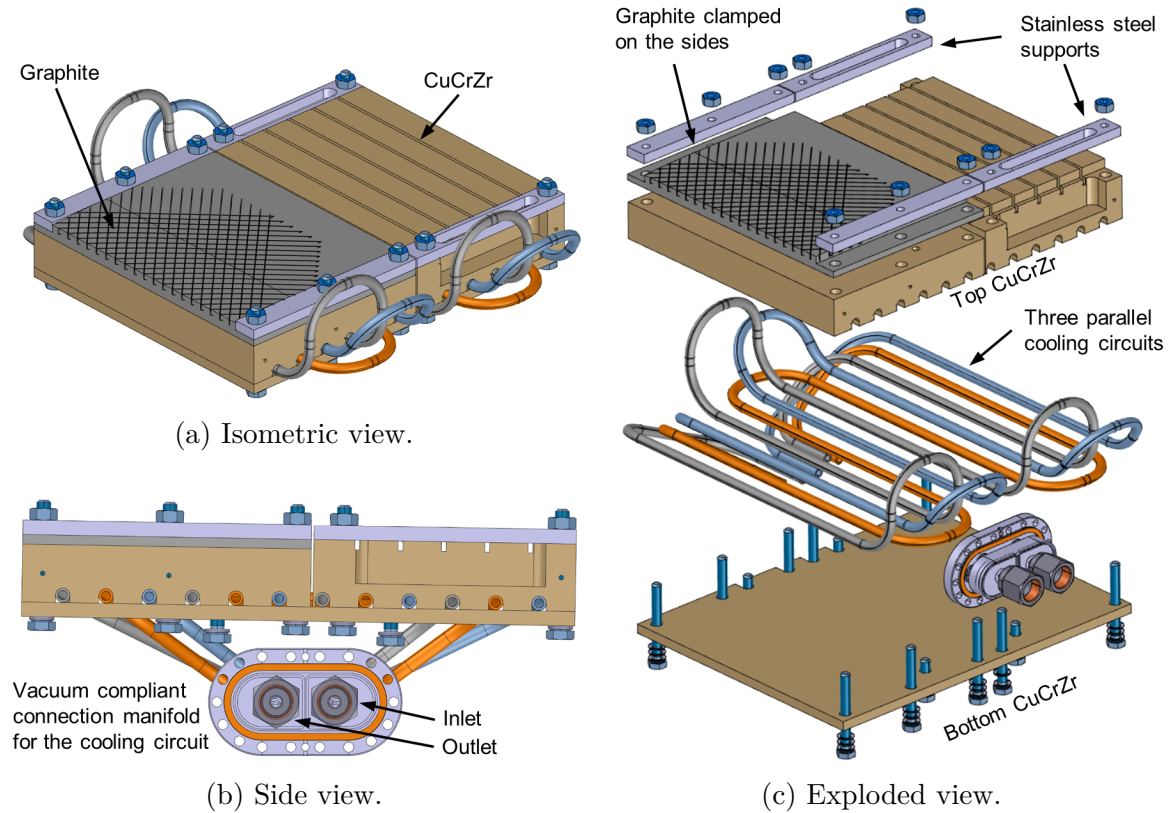 Graphite
CuCrZr
(a) Isometric view.
Vacuum compliant
connection manifold
for the cooling circuit
Inlet
Outlet
(b) Side view.
Graphite clamped
on the sides
Stainless steel
supports
Top CuCrZr
Three parallel
cooling circuits
Bottom CuCrZr
(c) Exploded view.